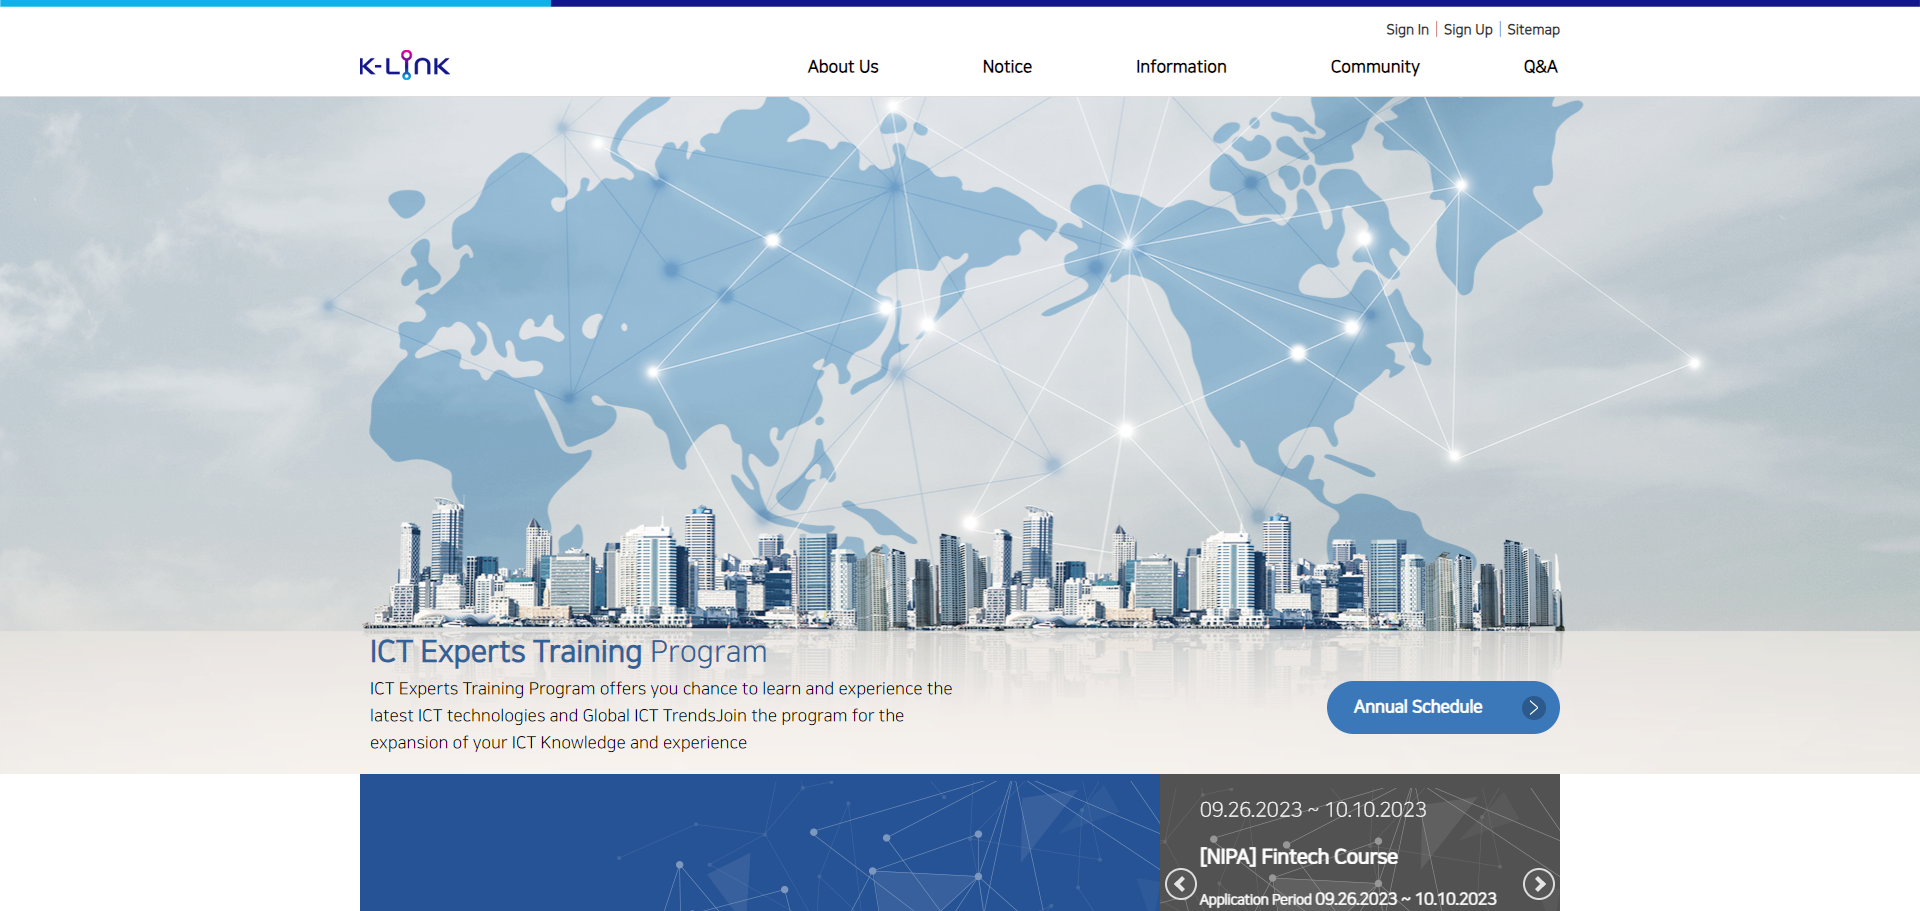 Sign In | Sign Up | Sitemap
K-LINK
About Us Notice Information Community Q&A
ICT Experts Training Program
ICT Experts Training Program offers you chance to learn and experience the
latest ICT technologies and Global ICT TrendsJoin the program for the
expansion of your ICT Knowledge and experience
Annual Schedule
09.26.2023 ~ 10.10.2023
[NIPA] Fintech Course
Application Period 09.26.2023 ~ 10.10.2023